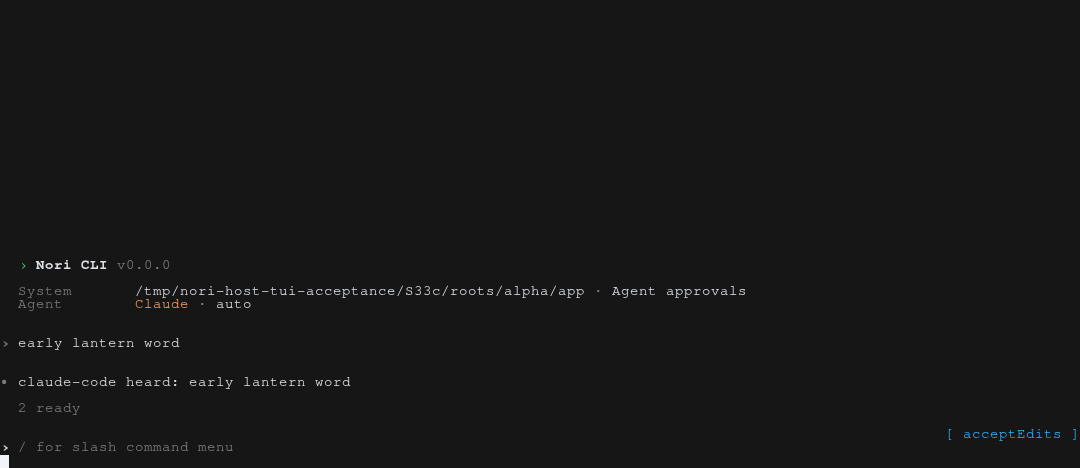 › Nori CLI v0.0.0
System /tmp/nori-host-tui-acceptance/S33c/roots/alpha/app · Agent approvals
Agent Claude · auto
› early lantern word
• claude-code heard: early lantern word
2 ready
[ acceptEdits ]
› / for slash command menu